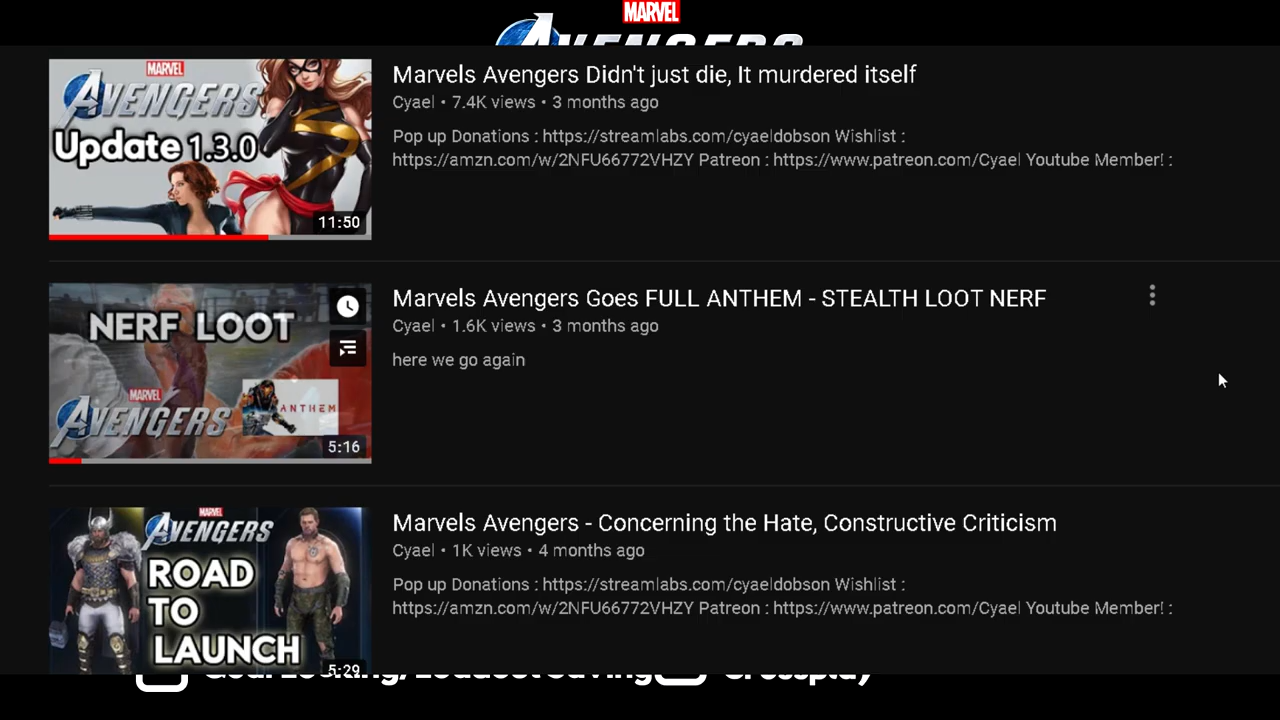 MARVEL
AVENGERS
MARVEL
AVENGERS
Update 1.3.0
11:50
Marvels Avengers Didn't just die, It murdered itself
Cyael • 7.4K views • 3 months ago
Pop up Donations : https://streamlabs.com/cyaeldobson Wishlist :
https://amzn.com/w/2NFU66772VHZY Patreon : https://www.patreon.com/Cyael Youtube Member! :
NERF LOOT
MARVEL
AVENGERS
ANTHEM
5:16
Marvels Avengers Goes FULL ANTHEM - STEALTH LOOT NERF
Cyael • 1.6K views • 3 months ago
here we go again
MARVEL
AVENGERS
ROAD
TO
LAUNCH
5:29
Marvels Avengers - Concerning the Hate, Constructive Criticism
Cyael • 1K views • 4 months ago
Pop up Donations : https://streamlabs.com/cyaeldobson Wishlist :
https://amzn.com/w/2NFU66772VHZY Patreon : https://www.patreon.com/Cyael Youtube Member! :
Crossplay